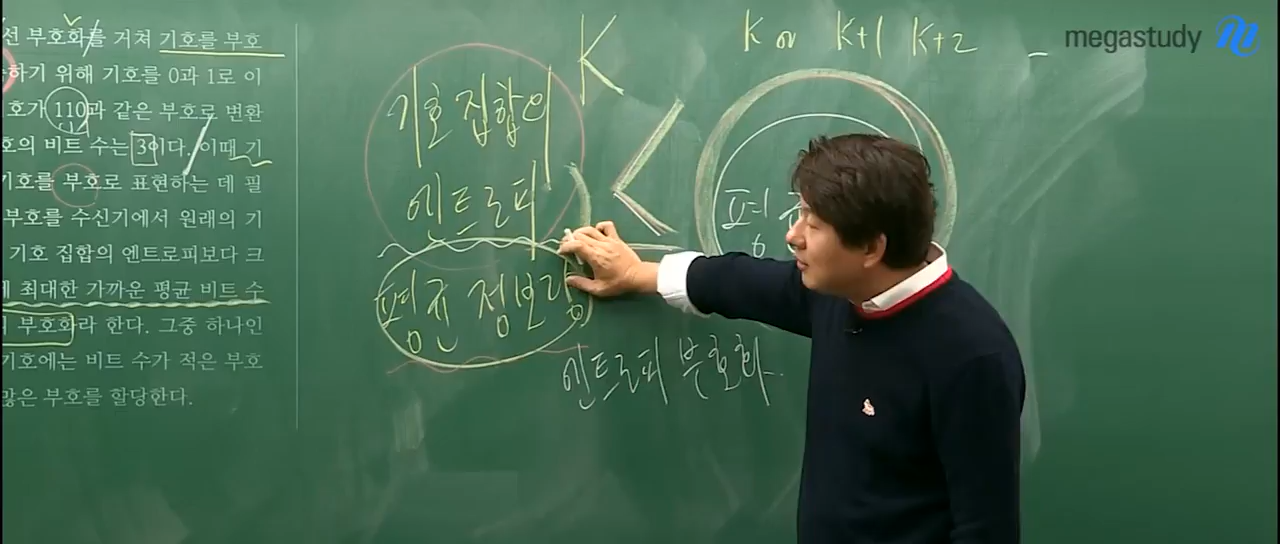 선 부호화를 거쳐 기호를 부호
하기 위해 기호를 0과 1로 이
호가 110과 같은 부호로 변환
호의 비트 수는 3이다. 이때 기
기호를 부호로 표현하는 데 필
부호를 수신기에서 원래의 기
기호 집합의 엔트로피보다 크
최대한 가까운 평균 비트 수
부호화라 한다. 그중 하나인
기호에는 비트 수가 적은 부호
많은 부호를 할당한다.
기호 집합의
엔트로피
평균 정보량
K
<
K or K+1 K+2
평균
엔트로피 부호화
megastudy